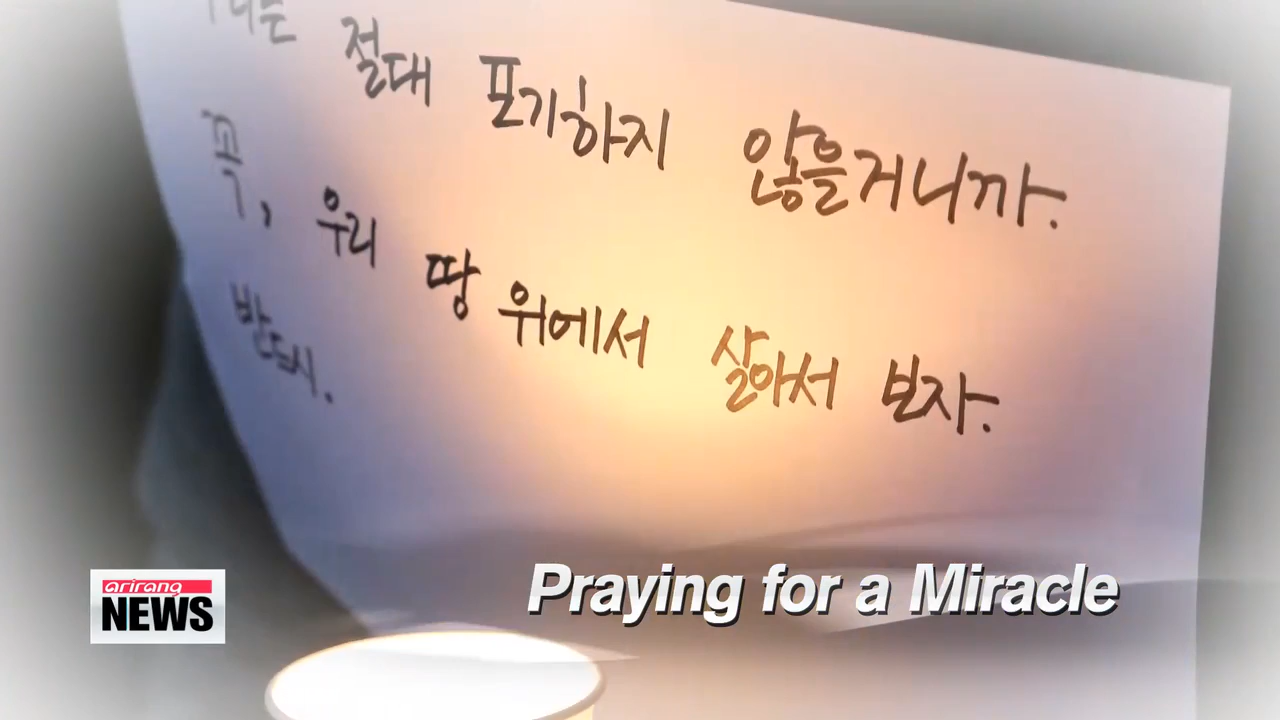 절대 포기하지 않을거니까.
꼭, 우리 땅 위에서 살아서 보자.
반드시.
Praying for a Miracle
arirang
NEWS